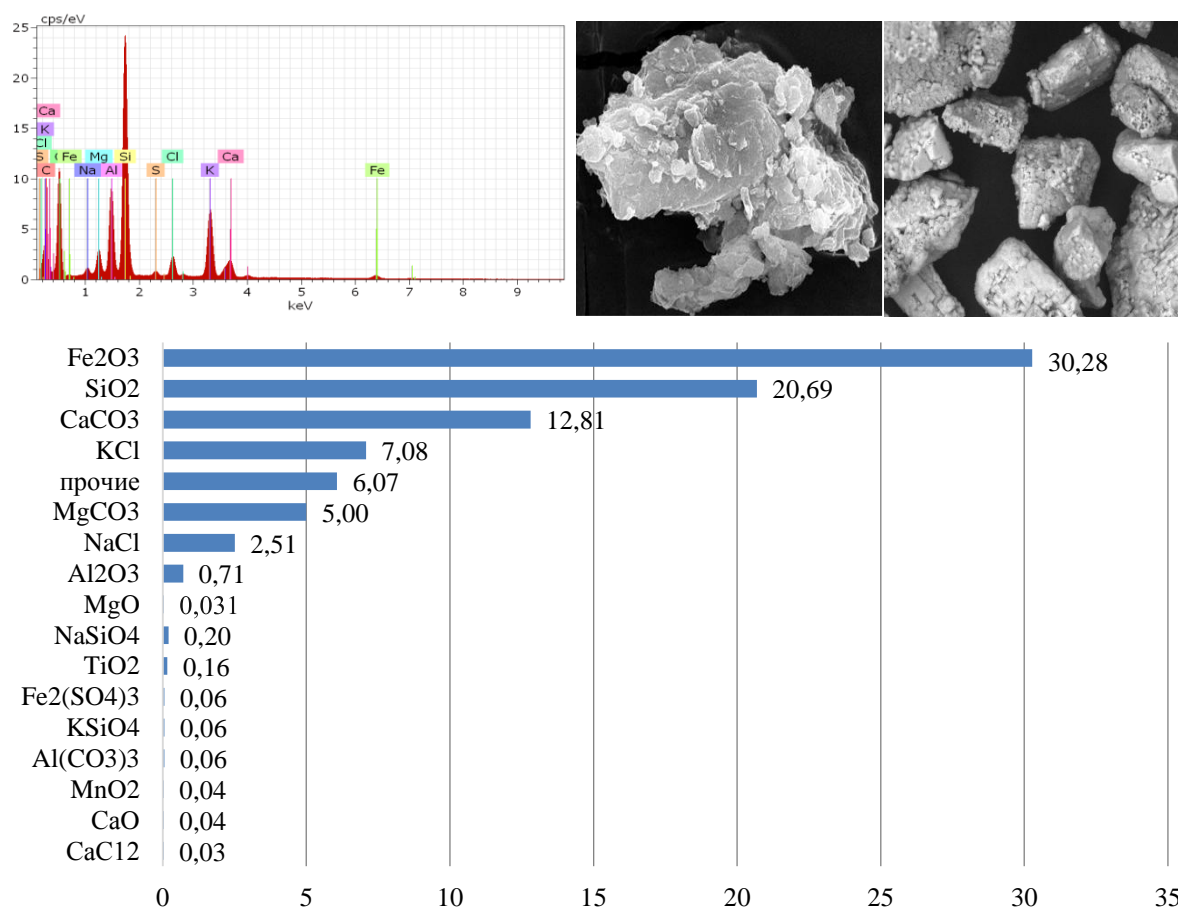 cps/eV
25
20
15
10
5
0
Ca
K
Cl
S Fe Mg Si Cl Ca Fe
C Na Al S K
1 2 3 4 5 6 7 8 9
keV
Fe2O3 30,28
SiO2 20,69
CaCO3 12,81
KCl 7,08
прочие 6,07
MgCO3 5,00
NaCl 2,51
Al2O3 0,71
MgO 0,031
NaSiO4 0,20
TiO2 0,16
Fe2(SO4)3 0,06
KSiO4 0,06
Al(CO3)3 0,06
MnO2 0,04
CaO 0,04
CaC12 0,03
0 5 10 15 20 25 30 35